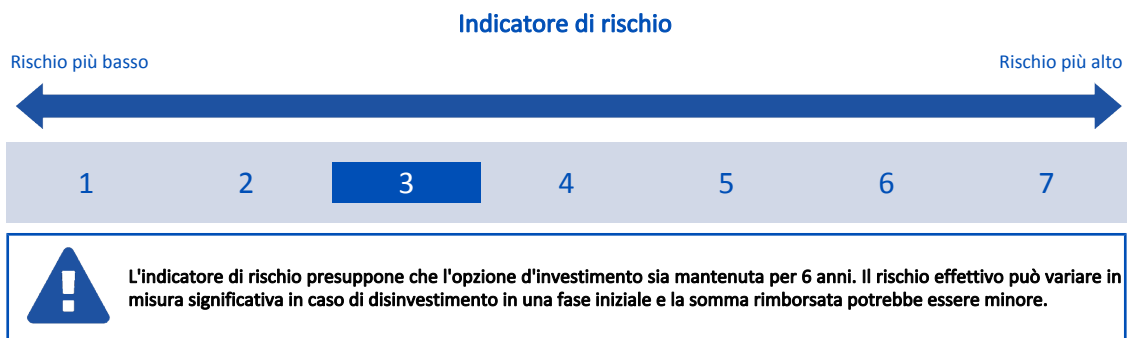 Indicatore di rischio
Rischio più basso
Rischio più alto
1 2 3 4 5 6 7
L'indicatore di rischio presuppone che l'opzione d'investimento sia mantenuta per 6 anni. Il rischio effettivo può variare in
misura significativa in caso di disinvestimento in una fase iniziale e la somma rimborsata potrebbe essere minore.